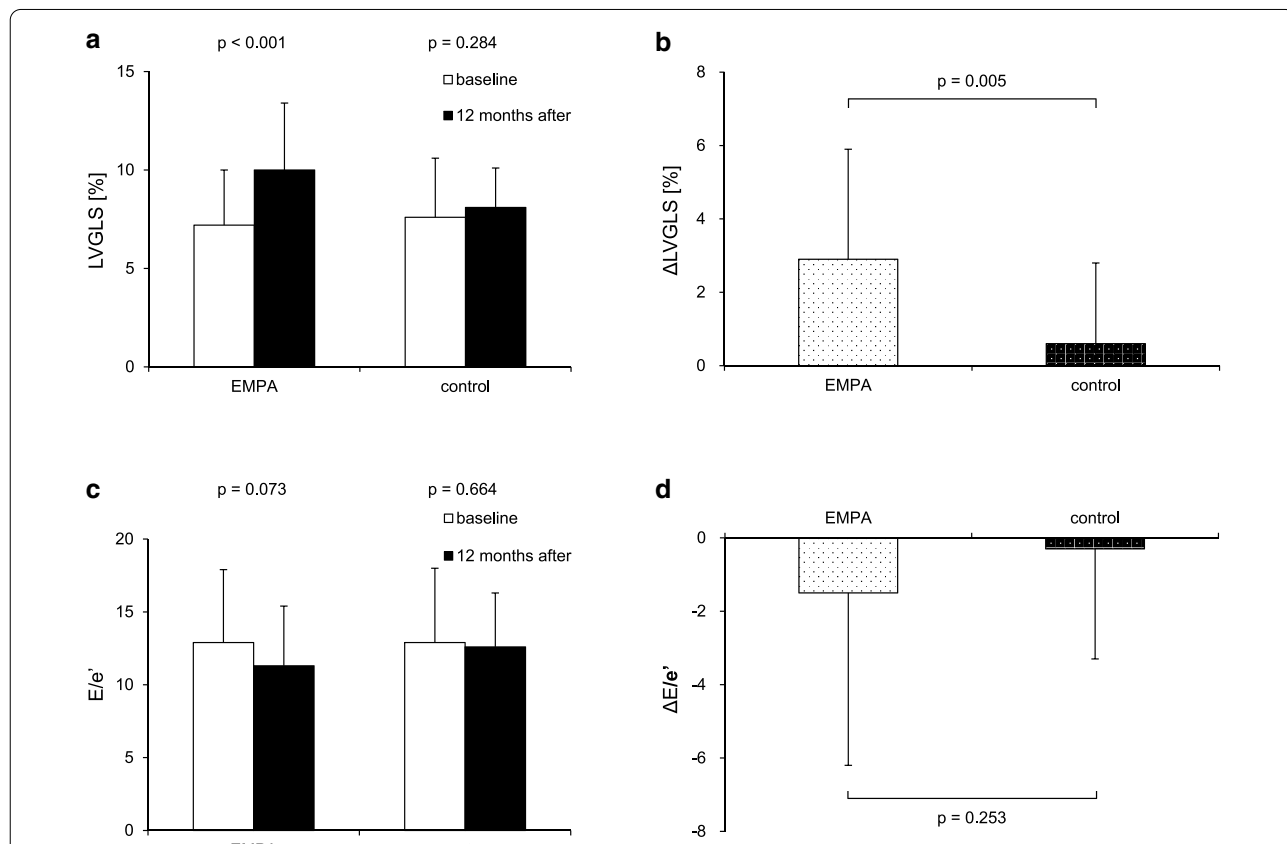 a
p < 0.001
p = 0.284
baseline
12 months after
15
10
5
0
LVGLS [%]
EMPA
control
b
p = 0.005
8
6
4
2
0
ΔLVGLS [%]
EMPA
control
c
p = 0.073
p = 0.664
baseline
12 months after
20
15
10
5
0
E/e’
d
EMPA
control
0
-2
-4
-6
-8
ΔE/e’
p = 0.253